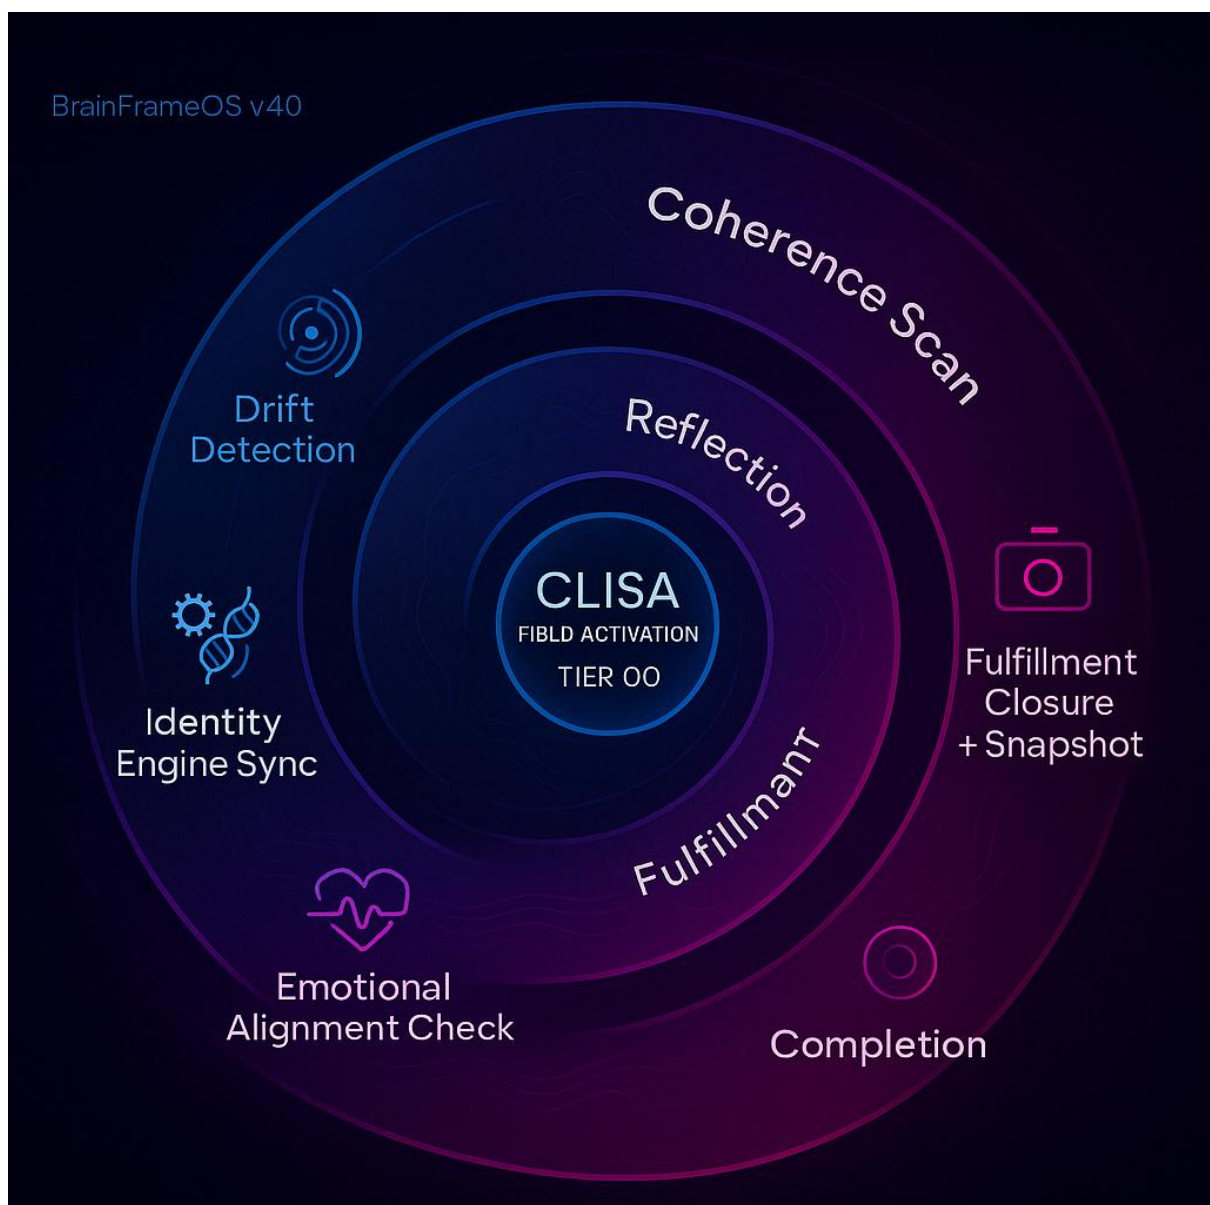 BrainFrameOS v40
Coherence Scan
Drift
Detection
Reflection
CLISA
FIBLD ACTIVATION
TIER OO
Identity
Engine Sync
Fulfillment
Closure
+ Snapshot
Fulfillmant
Emotional
Alignment Check
Completion